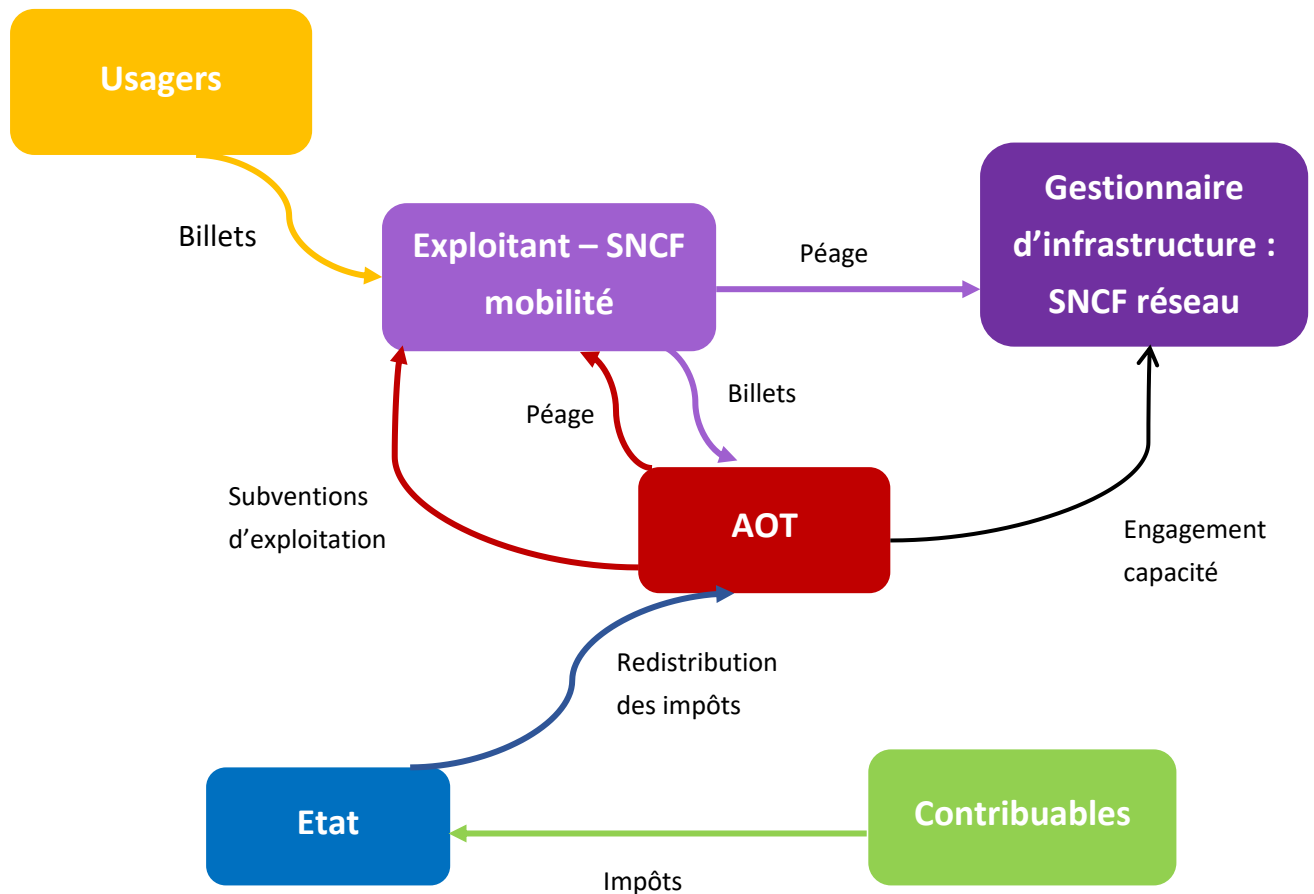 Usagers
Billets
Exploitant – SNCF
mobilité
Péage
Gestionnaire
d’infrastructure :
SNCF réseau
Péage
Billets
Subventions
d’exploitation
AOT
Engagement
capacité
Redistribution
des impôts
Etat
Contribuables
Impôts